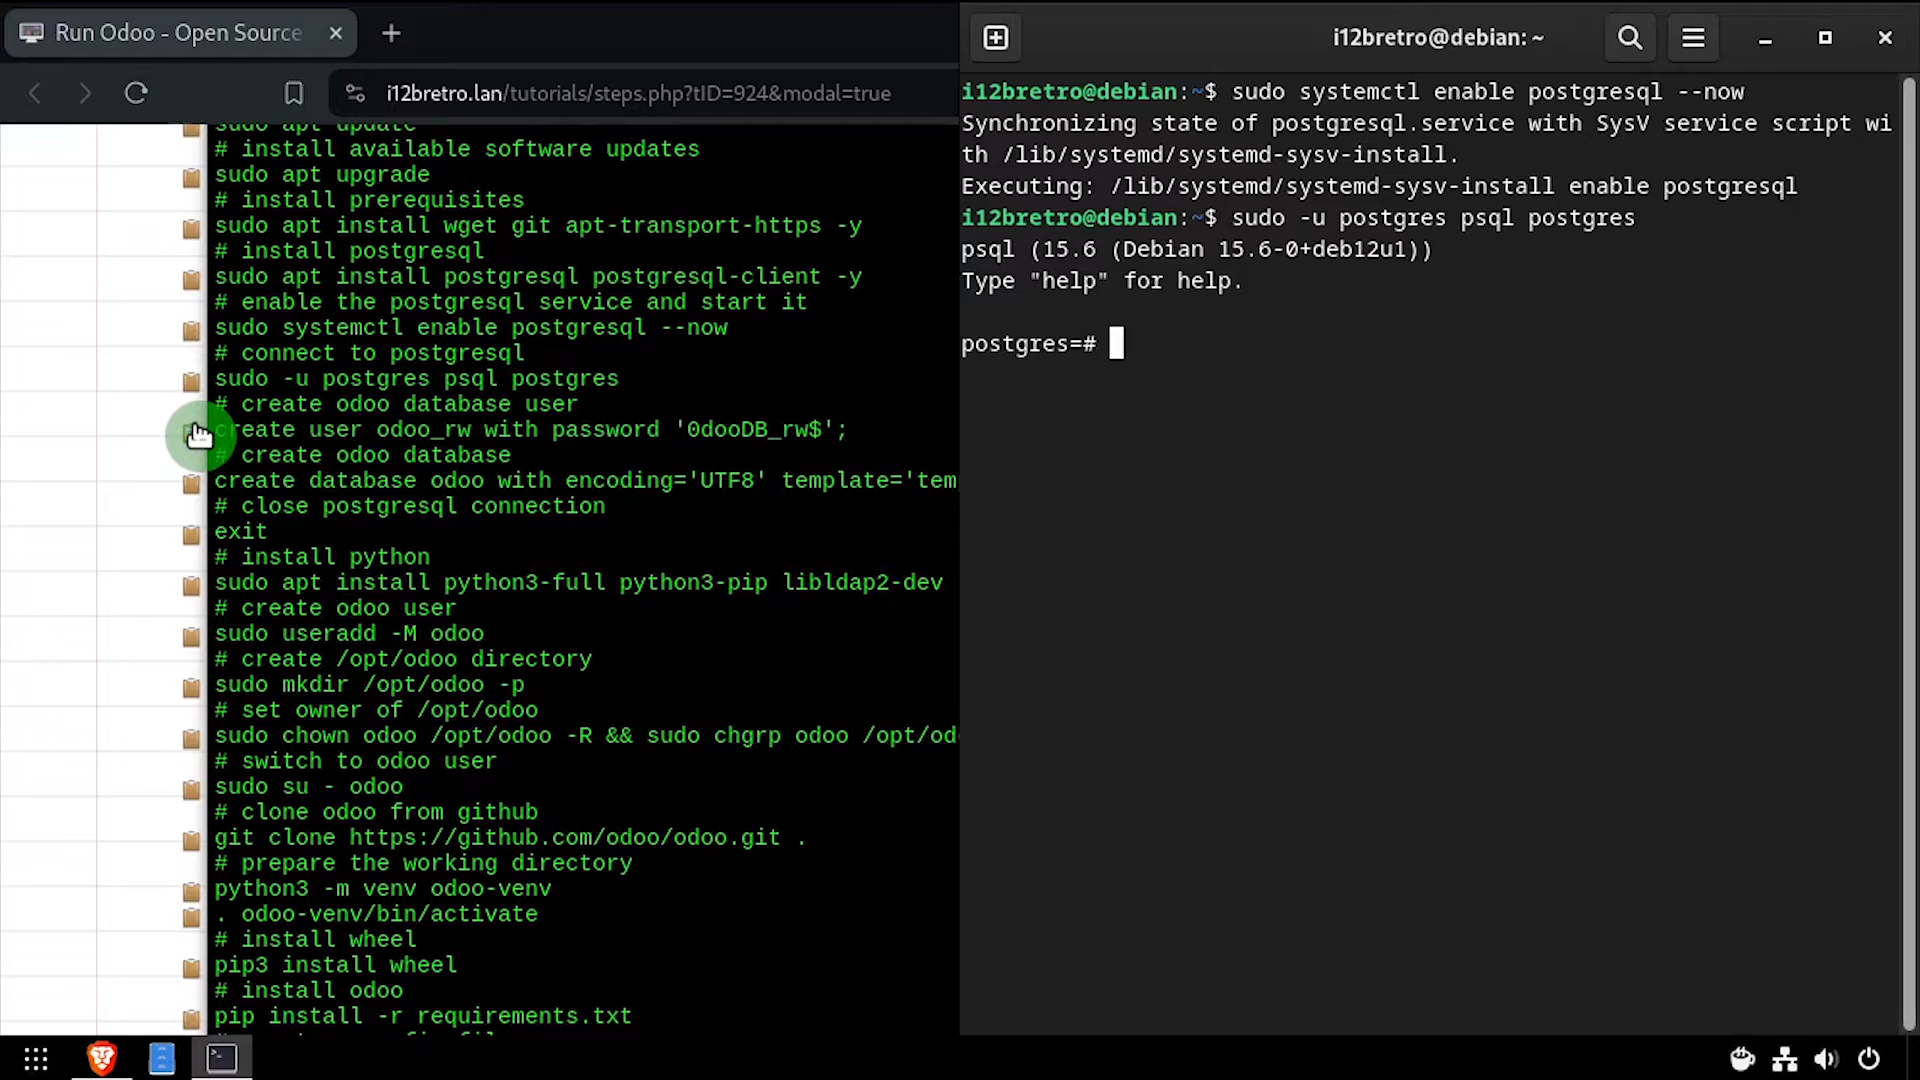 Run Odoo - Open Source
i12bretro.lan/tutorials/steps.php?tID=924&modal=true
sudo apt update
# install available software updates
sudo apt upgrade
# install prerequisites
sudo apt install wget git apt-transport-https -y
# install postgresql
sudo apt install postgresql postgresql-client -y
# enable the postgresql service and start it
sudo systemctl enable postgresql --now
# connect to postgresql
sudo -u postgres psql postgres
# create odoo database user
create user odoo_rw with password '0dooDB_rw$';
# create odoo database
create database odoo with encoding='UTF8' template='tem
# close postgresql connection
exit
# install python
sudo apt install python3-full python3-pip libldap2-dev
# create odoo user
sudo useradd -M odoo
# create /opt/odoo directory
sudo mkdir /opt/odoo -p
# set owner of /opt/odoo
sudo chown odoo /opt/odoo -R && sudo chgrp odoo /opt/od
# switch to odoo user
sudo su - odoo
# clone odoo from github
git clone https://github.com/odoo/odoo.git .
# prepare the working directory
python3 -m venv odoo-venv
. odoo-venv/bin/activate
# install wheel
pip3 install wheel
# install odoo
pip install -r requirements.txt
i12bretro@debian: ~
i12bretro@debian:~$ sudo systemctl enable postgresql --now
Synchronizing state of postgresql.service with SysV service script wi
th /lib/systemd/systemd-sysv-install.
Executing: /lib/systemd/systemd-sysv-install enable postgresql
i12bretro@debian:~$ sudo -u postgres psql postgres
psql (15.6 (Debian 15.6-0+deb12u1))
Type "help" for help.
postgres=#